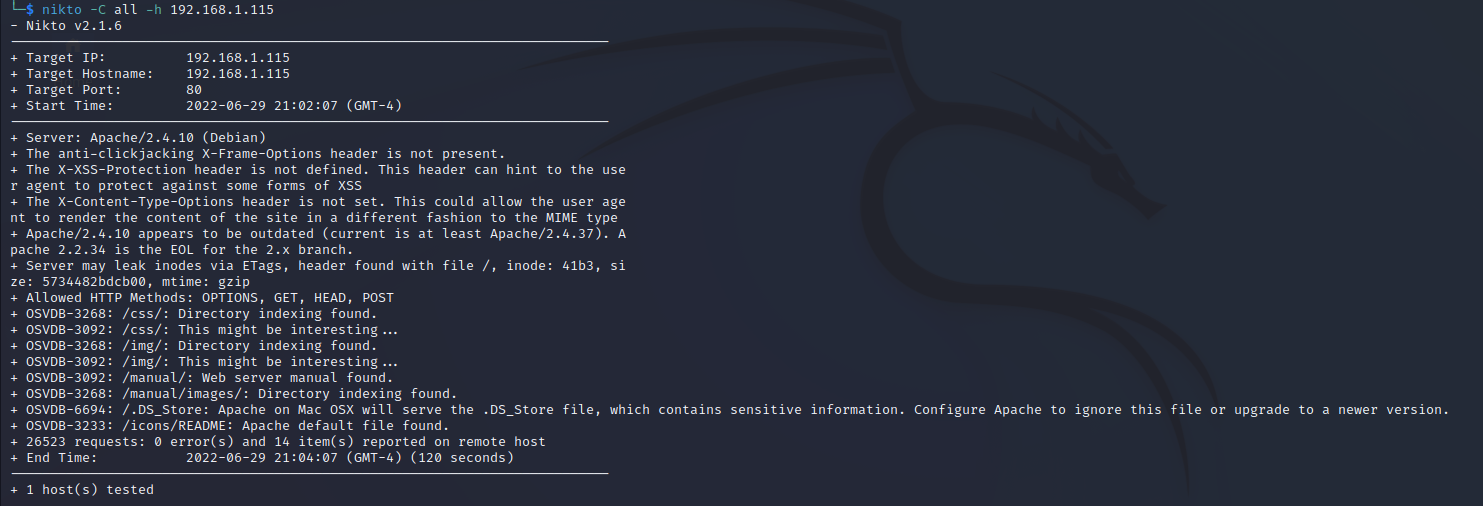 └─$ nikto -C all -h 192.168.1.115
- Nikto v2.1.6
---------------------------------------------------------------------------
+ Target IP:          192.168.1.115
+ Target Hostname:    192.168.1.115
+ Target Port:        80
+ Start Time:         2022-06-29 21:02:07 (GMT-4)
---------------------------------------------------------------------------
+ Server: Apache/2.4.10 (Debian)
+ The anti-clickjacking X-Frame-Options header is not present.
+ The X-XSS-Protection header is not defined. This header can hint to the use
r agent to protect against some forms of XSS
+ The X-Content-Type-Options header is not set. This could allow the user age
nt to render the content of the site in a different fashion to the MIME type
+ Apache/2.4.10 appears to be outdated (current is at least Apache/2.4.37). A
pache 2.2.34 is the EOL for the 2.x branch.
+ Server may leak inodes via ETags, header found with file /, inode: 41b3, si
ze: 5734482bdcb00, mtime: gzip
+ Allowed HTTP Methods: OPTIONS, GET, HEAD, POST
+ OSVDB-3268: /css/: Directory indexing found.
+ OSVDB-3092: /css/: This might be interesting...
+ OSVDB-3268: /img/: Directory indexing found.
+ OSVDB-3092: /img/: This might be interesting...
+ OSVDB-3092: /manual/: Web server manual found.
+ OSVDB-3268: /manual/images/: Directory indexing found.
+ OSVDB-6694: /.DS_Store: Apache on Mac OSX will serve the .DS_Store file, which contains sensitive information. Configure Apache to ignore this file or upgrade to a newer version.
+ OSVDB-3233: /icons/README: Apache default file found.
+ 26523 requests: 0 error(s) and 14 item(s) reported on remote host
+ End Time:           2022-06-29 21:04:07 (GMT-4) (120 seconds)
---------------------------------------------------------------------------
+ 1 host(s) tested